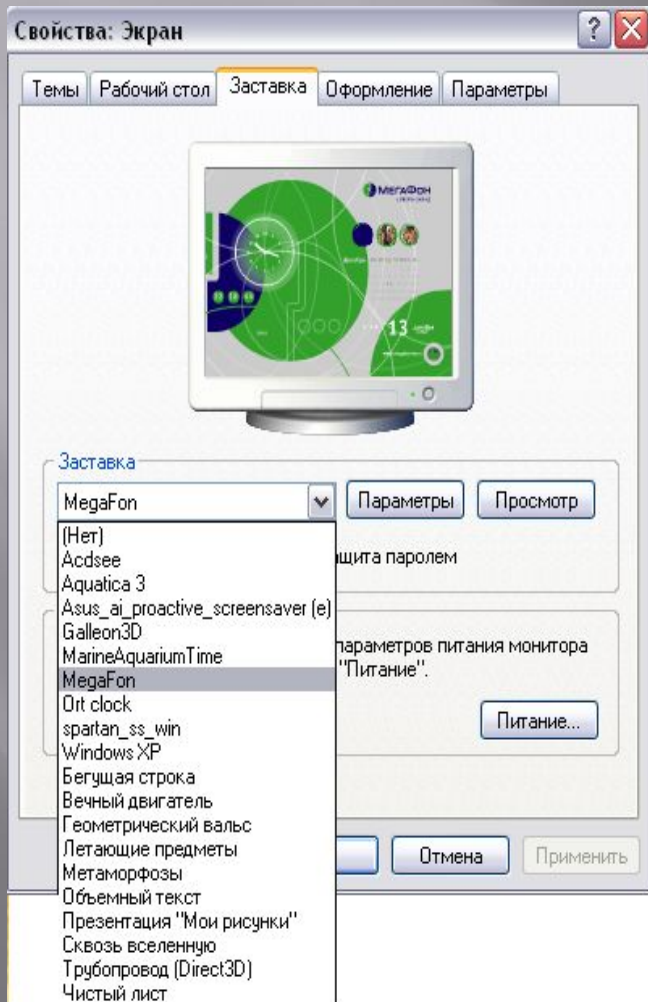 Свойства: Экран
Темы Рабочий стол Заставка Оформление Параметры
МЕГАФОН
13
Заставка
MegaFon Параметры Просмотр
(Нет)
Acdsee
щита паролем
Aquatica 3
Asus_ai_proactive_screensaver (e)
Galleon3D
MarineAquariumTime
параметров питания монитора
MegaFon
"Питание".
Ort clock
spartan_ss_win
Питание...
Windows XP
Бегущая строка
Вечный двигатель
Геометрический вальс
Летающие предметы
Отмена Применить
Метаморфозы
Объемный текст
Презентация "Мои рисунки"
Сквозь вселенную
Трубопровод (Direct3D)
Чистый лист